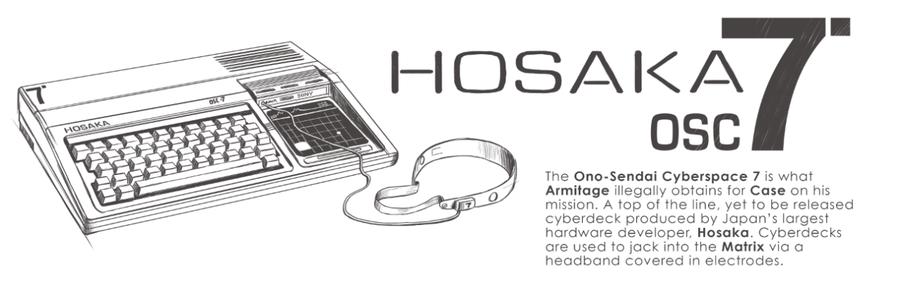 HOSAKA 7
OSC
7
HOSAKA
OSC-7
SONY
The Ono-Sendai Cyberspace 7 is what
Armitage illegally obtains for Case on his
mission. A top of the line, yet to be released
cyberdeck produced by Japan's largest
hardware developer, Hosaka. Cyberdecks
are used to jack into the Matrix via a
headband covered in electrodes.
7